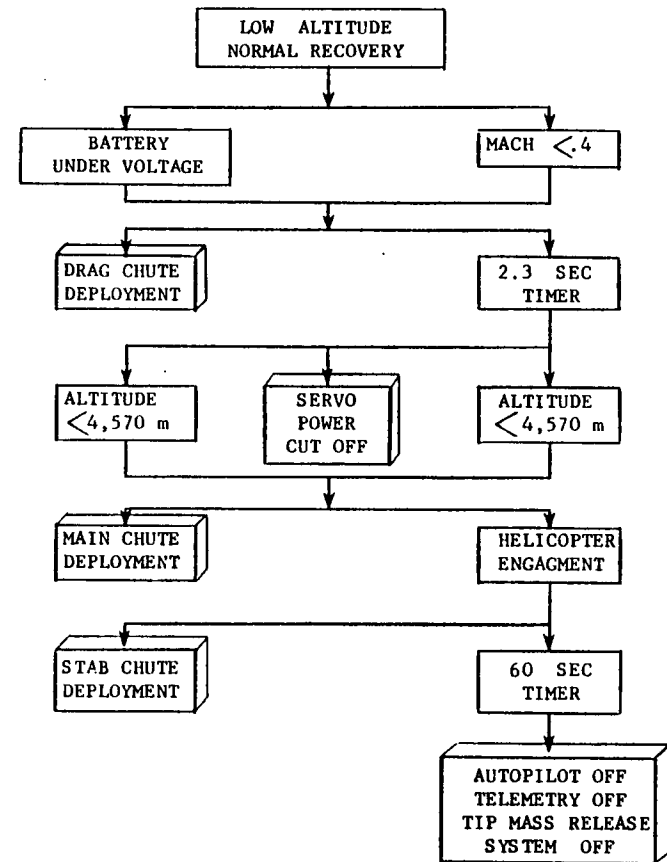 LOW ALTITUDE
NORMAL RECOVERY
BATTERY
UNDER VOLTAGE
MACH <.4
DRAG CHUTE
DEPLOYMENT
2.3 SEC
TIMER
ALTITUDE
<4,570 m
SERVO
POWER
CUT OFF
ALTITUDE
<4,570 m
MAIN CHUTE
DEPLOYMENT
HELICOPTER
ENGAGMENT
STAB CHUTE
DEPLOYMENT
60 SEC
TIMER
AUTOPILOT OFF
TELEMETRY OFF
TIP MASS RELEASE
SYSTEM OFF